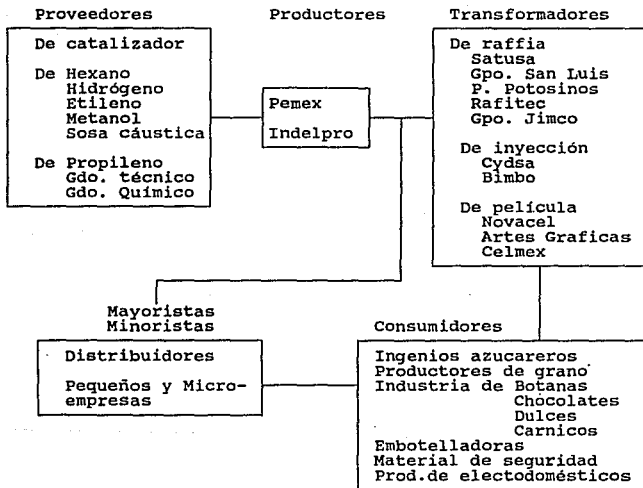 Proveedores
De catalizador
De Hexano
Hidrógeno
Etileno
Metanol
Sosa cáustica
De Propileno
Gdo. técnico
Gdo. Químico
Productores
Pemex
Indelpro
Transformadores
De raffia
Satusa
Gpo. San Luis
P. Potosinos
Rafitec
Gpo. Jimco
De inyección
Cydsa
Bimbo
De película
Novacel
Artes Graficas
Celmex
Mayoristas
Minoristas
Distribuidores
Pequeños y Micro-
empresas
Consumidores
Ingenios azucareros
Productores de grano
Industria de Botanas
Chocolates
Dulces
Carnicos
Embotelladoras
Material de seguridad
Prod.de electodomésticos